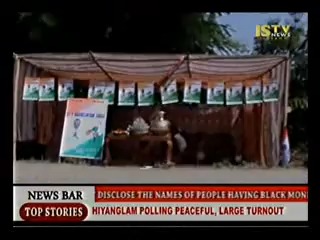 ISTV
NEWS
NEWS BAR
DISCLOSE THE NAMES OF PEOPLE HAVING BLACK MON
TOP STORIES
HIYANGLAM POLLING PEACEFUL, LARGE TURNOUT